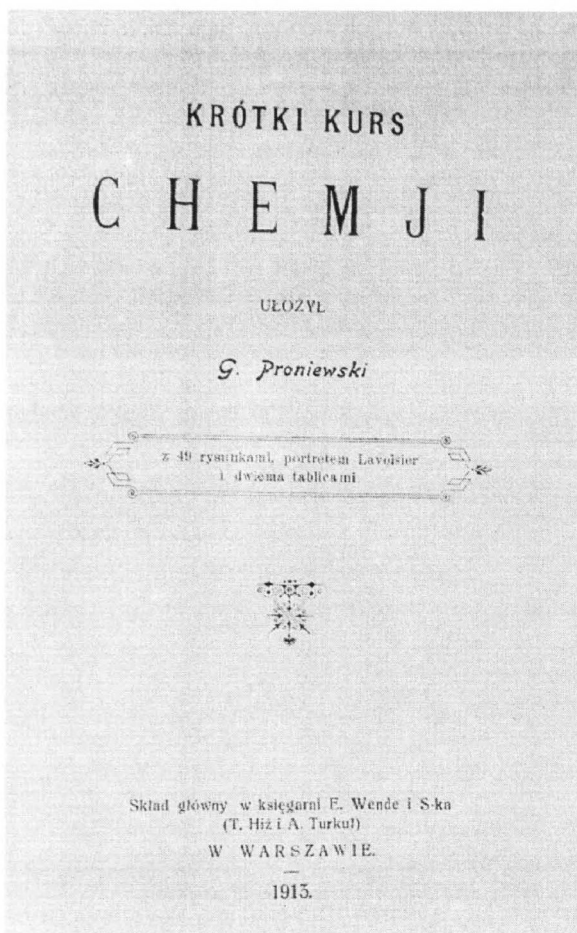 KRÓTKI KURS
CHEMJI
UŁOŻYŁ
G. Proniewski
z 49 rysunkami, portretem Lavoisier
i dwiema tablicami
Skład główny w księgarni E. Wende i S-ka
(T. Hiż i A. Turkuł)
W WARSZAWIE.
1913.